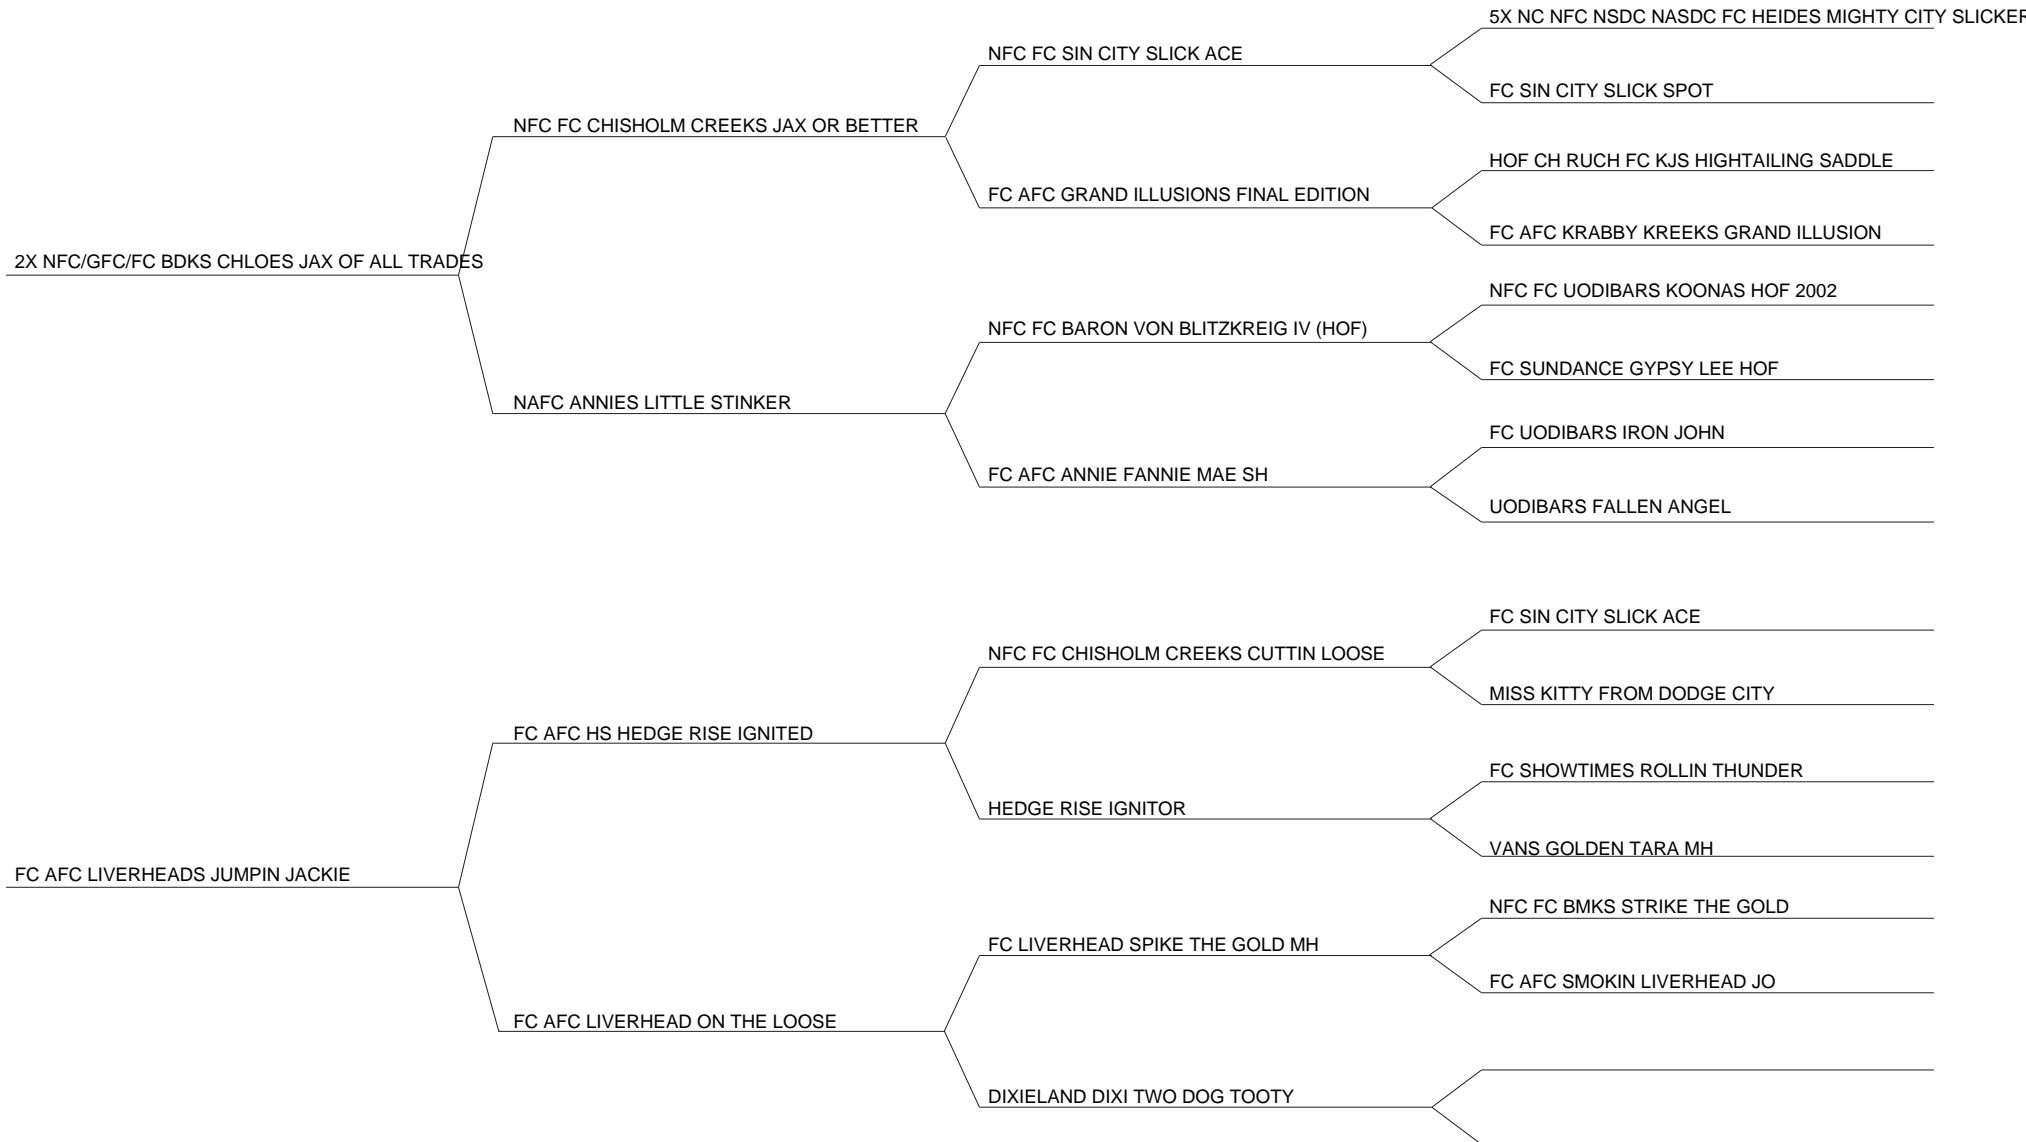 5X NC NFC NSDC NASDC FC HEIDES MIGHTY CITY SLICKER
NFC FC SIN CITY SLICK ACE
FC SIN CITY SLICK SPOT
NFC FC CHISHOLM CREEKS JAX OR BETTER
HOF CH RUCH FC KJS HIGHTAILING SADDLE
FC AFC GRAND ILLUSIONS FINAL EDITION
FC AFC KRABBY KREEKS GRAND ILLUSION
2X NFC/GFC/FC BDKS CHLOES JAX OF ALL TRADES
NFC FC UODIBARS KOONAS HOF 2002
NFC FC BARON VON BLITZKREIG IV (HOF)
FC SUNDANCE GYPSY LEE HOF
NAFC ANNIES LITTLE STINKER
FC UODIBARS IRON JOHN
FC AFC ANNIE FANNIE MAE SH
UODIBARS FALLEN ANGEL
FC SIN CITY SLICK ACE
NFC FC CHISHOLM CREEKS CUTTIN LOOSE
MISS KITTY FROM DODGE CITY
FC AFC HS HEDGE RISE IGNITED
FC SHOWTIMES ROLLIN THUNDER
HEDGE RISE IGNITOR
VANS GOLDEN TARA MH
FC AFC LIVERHEADS JUMPIN JACKIE
NFC FC BMKS STRIKE THE GOLD
FC LIVERHEAD SPIKE THE GOLD MH
FC AFC SMOKIN LIVERHEAD JO
FC AFC LIVERHEAD ON THE LOOSE
DIXIELAND DIXI TWO DOG TOOTY